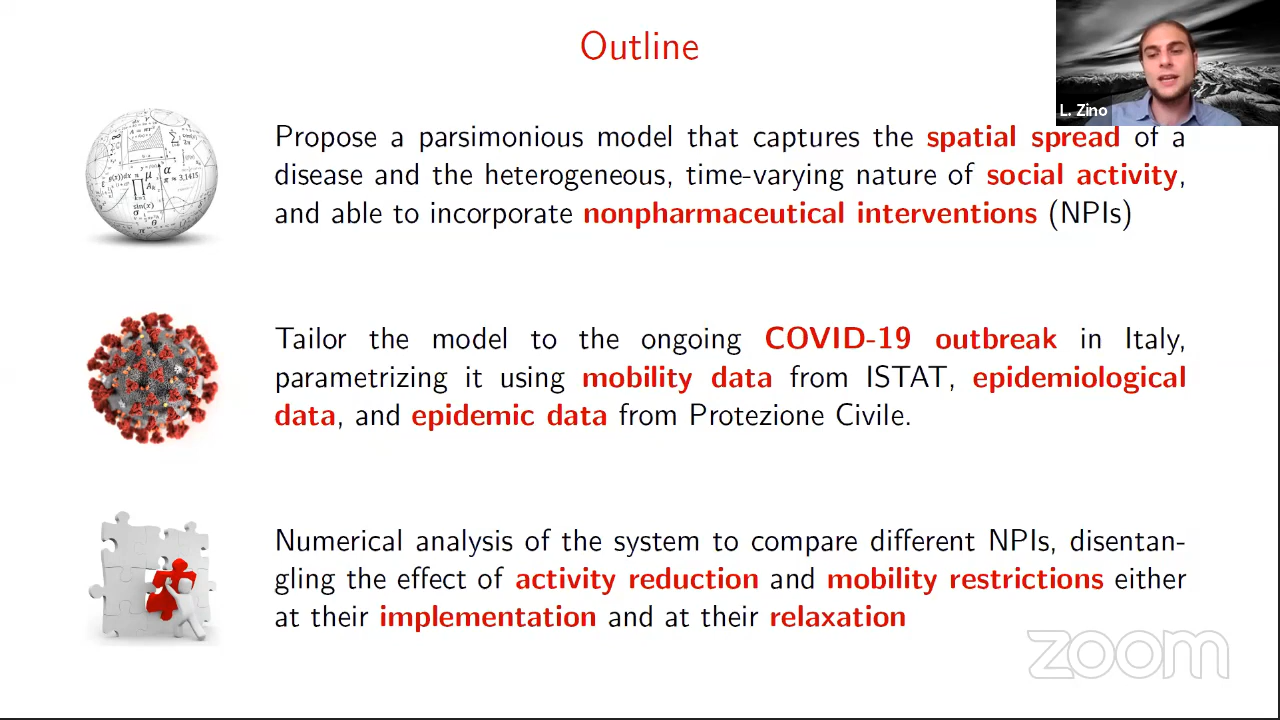 Outline
L. Zino
Propose a parsimonious model that captures the spatial spread of a
disease and the heterogeneous, time-varying nature of social activity,
and able to incorporate nonpharmaceutical interventions (NPIs)
Tailor the model to the ongoing COVID-19 outbreak in Italy,
parametrizing it using mobility data from ISTAT, epidemiological
data, and epidemic data from Protezione Civile.
Numerical analysis of the system to compare different NPIs, disentan-
gling the effect of activity reduction and mobility restrictions either
at their implementation and at their relaxation
zoom